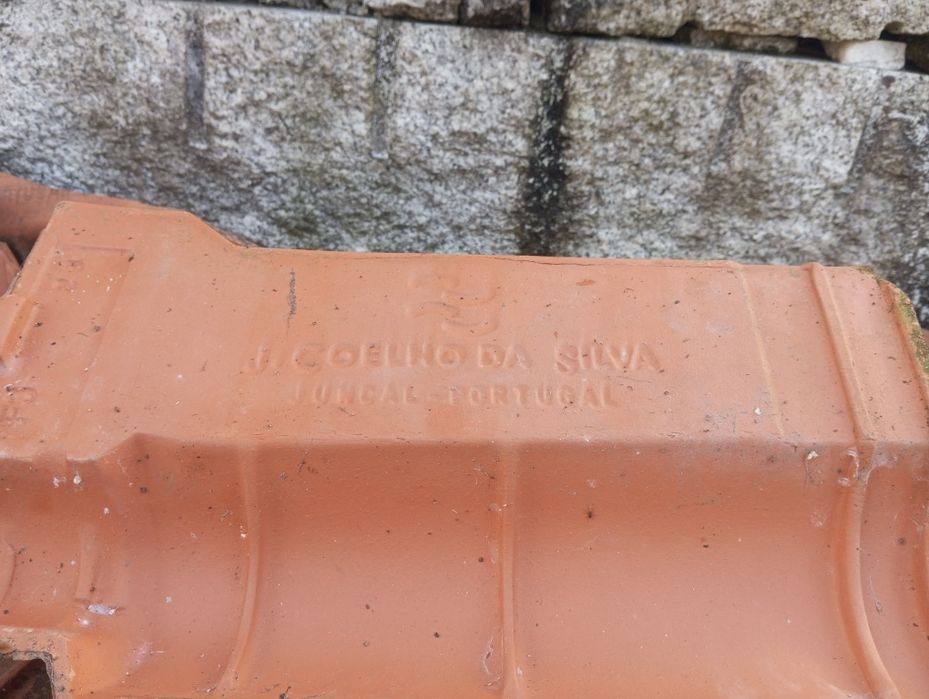 J. COELHO DA SILVA
JUNCAL - PORTUGAL